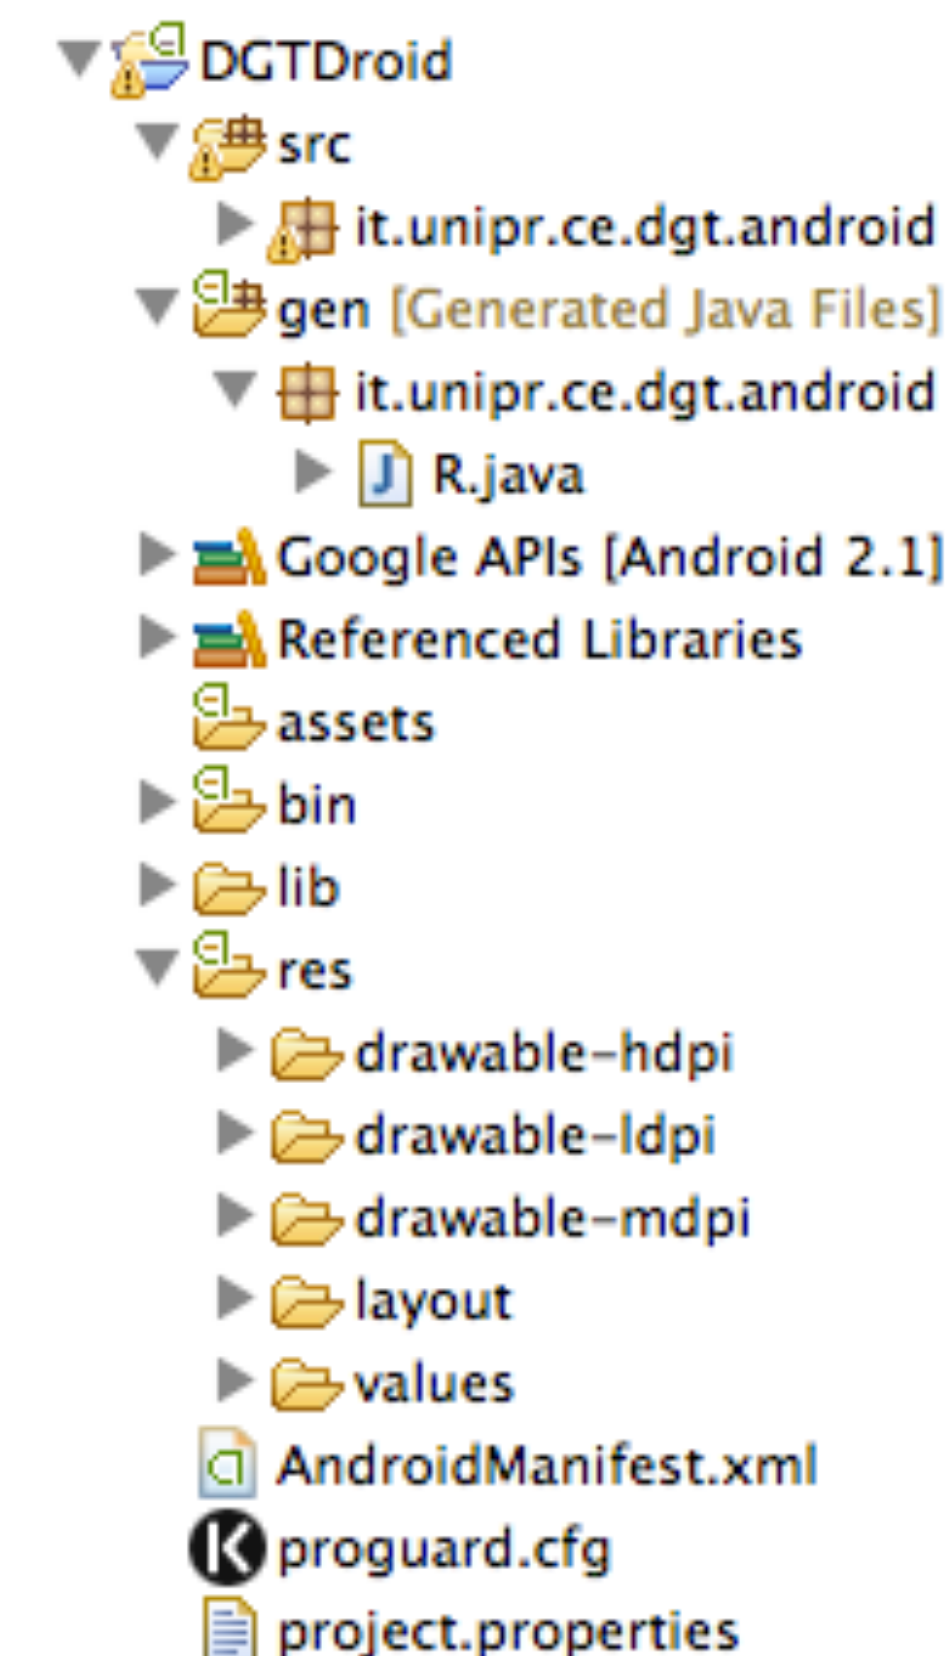 DGTDroid
src
it.unipr.ce.dgt.android
gen [Generated Java Files]
it.unipr.ce.dgt.android
R.java
Google APIs [Android 2.1]
Referenced Libraries
assets
bin
lib
res
drawable-hdpi
drawable-ldpi
drawable-mdpi
layout
values
AndroidManifest.xml
proguard.cfg
project.properties